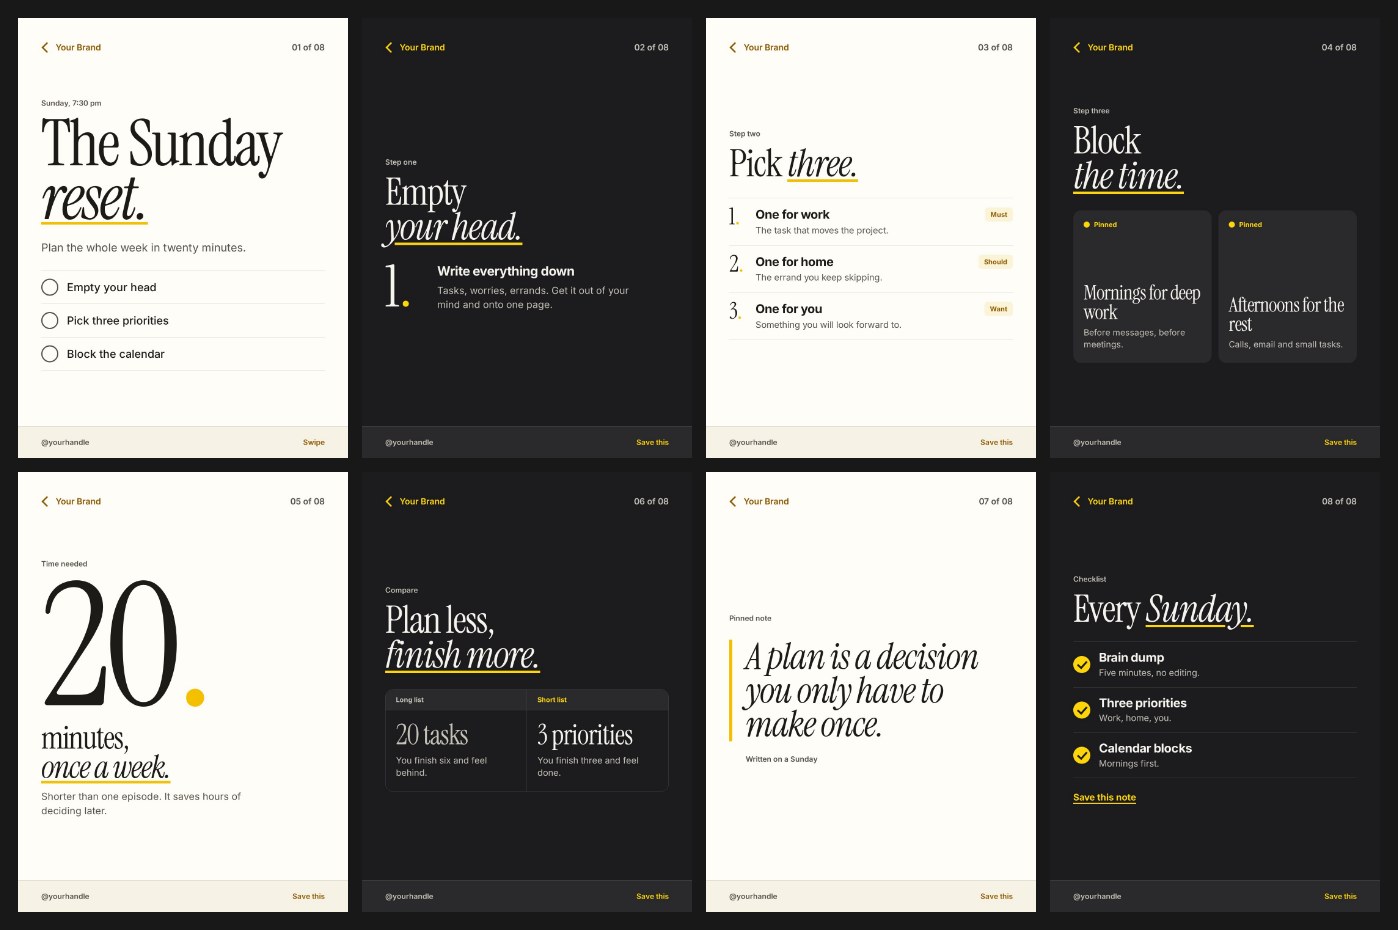 Your Brand
01 of 08
Sunday, 7:30 pm
The Sunday
reset.
Plan the whole week in twenty minutes.
Empty your head
Pick three priorities
Block the calendar
@yourhandle
Swipe
Your Brand
02 of 08
Step one
Empty
your head.
1.
Write everything down
Tasks, worries, errands. Get it out of your
mind and onto one page.
@yourhandle
Save this
Your Brand
03 of 08
Step two
Pick three.
1.
One for work
The task that moves the project.
Must
2.
One for home
The errand you keep skipping.
Should
3.
One for you
Something you will look forward to.
Want
@yourhandle
Save this
Your Brand
04 of 08
Step three
Block
the time.
Pinned
Mornings for deep
work
Before messages, before
meetings.
Pinned
Afternoons for the
rest
Calls, email and small tasks.
@yourhandle
Save this
Your Brand
05 of 08
Time needed
20.
minutes,
once a week.
Shorter than one episode. It saves hours of
deciding later.
@yourhandle
Save this
Your Brand
06 of 08
Compare
Plan less,
finish more.
Long list
20 tasks
You finish six and feel
behind.
Short list
3 priorities
You finish three and feel
done.
@yourhandle
Save this
Your Brand
07 of 08
Pinned note
A plan is a decision
you only have to
make once.
Written on a Sunday
@yourhandle
Save this
Your Brand
08 of 08
Checklist
Every Sunday.
Brain dump
Five minutes, no editing.
Three priorities
Work, home, you.
Calendar blocks
Mornings first.
Save this note
@yourhandle
Save this